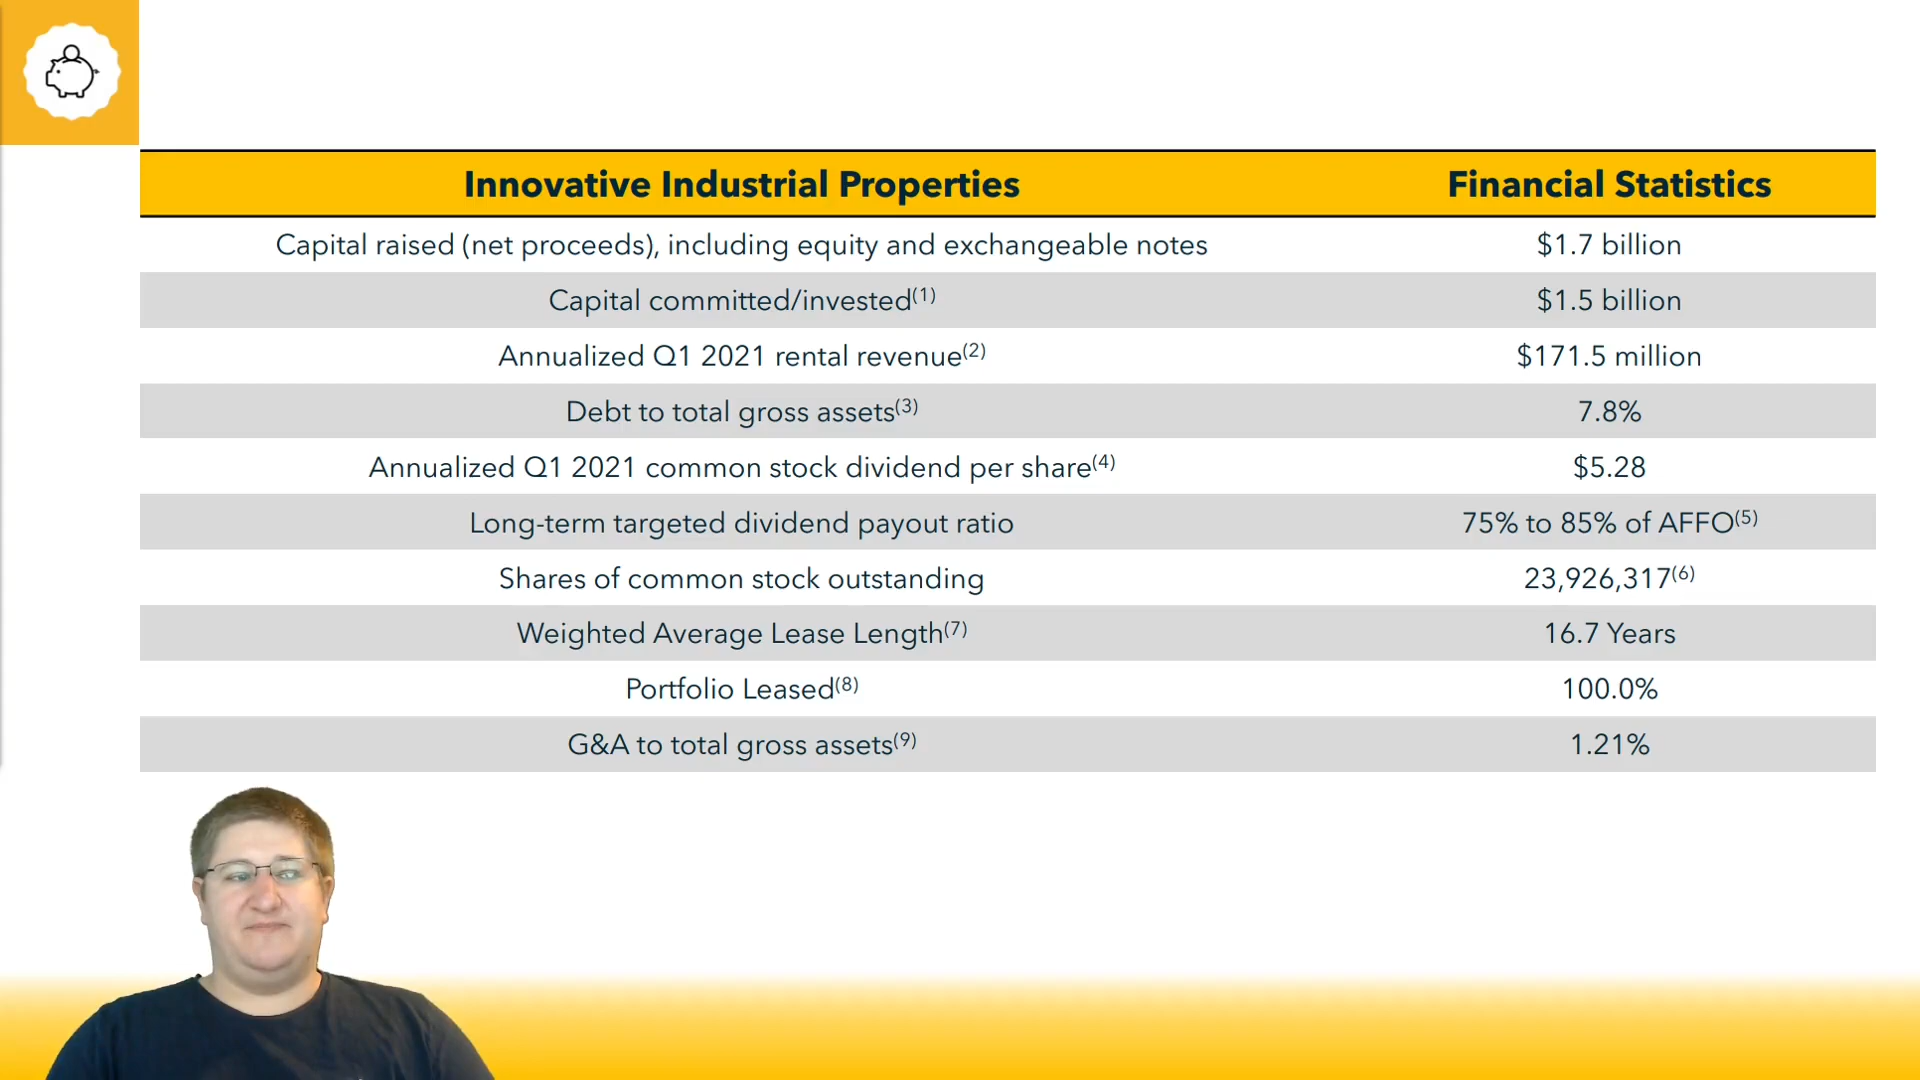 Innovative Industrial Properties Financial Statistics
Capital raised (net proceeds), including equity and exchangeable notes $1.7 billion
Capital committed/invested(1) $1.5 billion
Annualized Q1 2021 rental revenue(2) $171.5 million
Debt to total gross assets(3) 7.8%
Annualized Q1 2021 common stock dividend per share(4) $5.28
Long-term targeted dividend payout ratio 75% to 85% of AFFO(5)
Shares of common stock outstanding 23,926,317(6)
Weighted Average Lease Length(7) 16.7 Years
Portfolio Leased(8) 100.0%
G&A to total gross assets(9) 1.21%